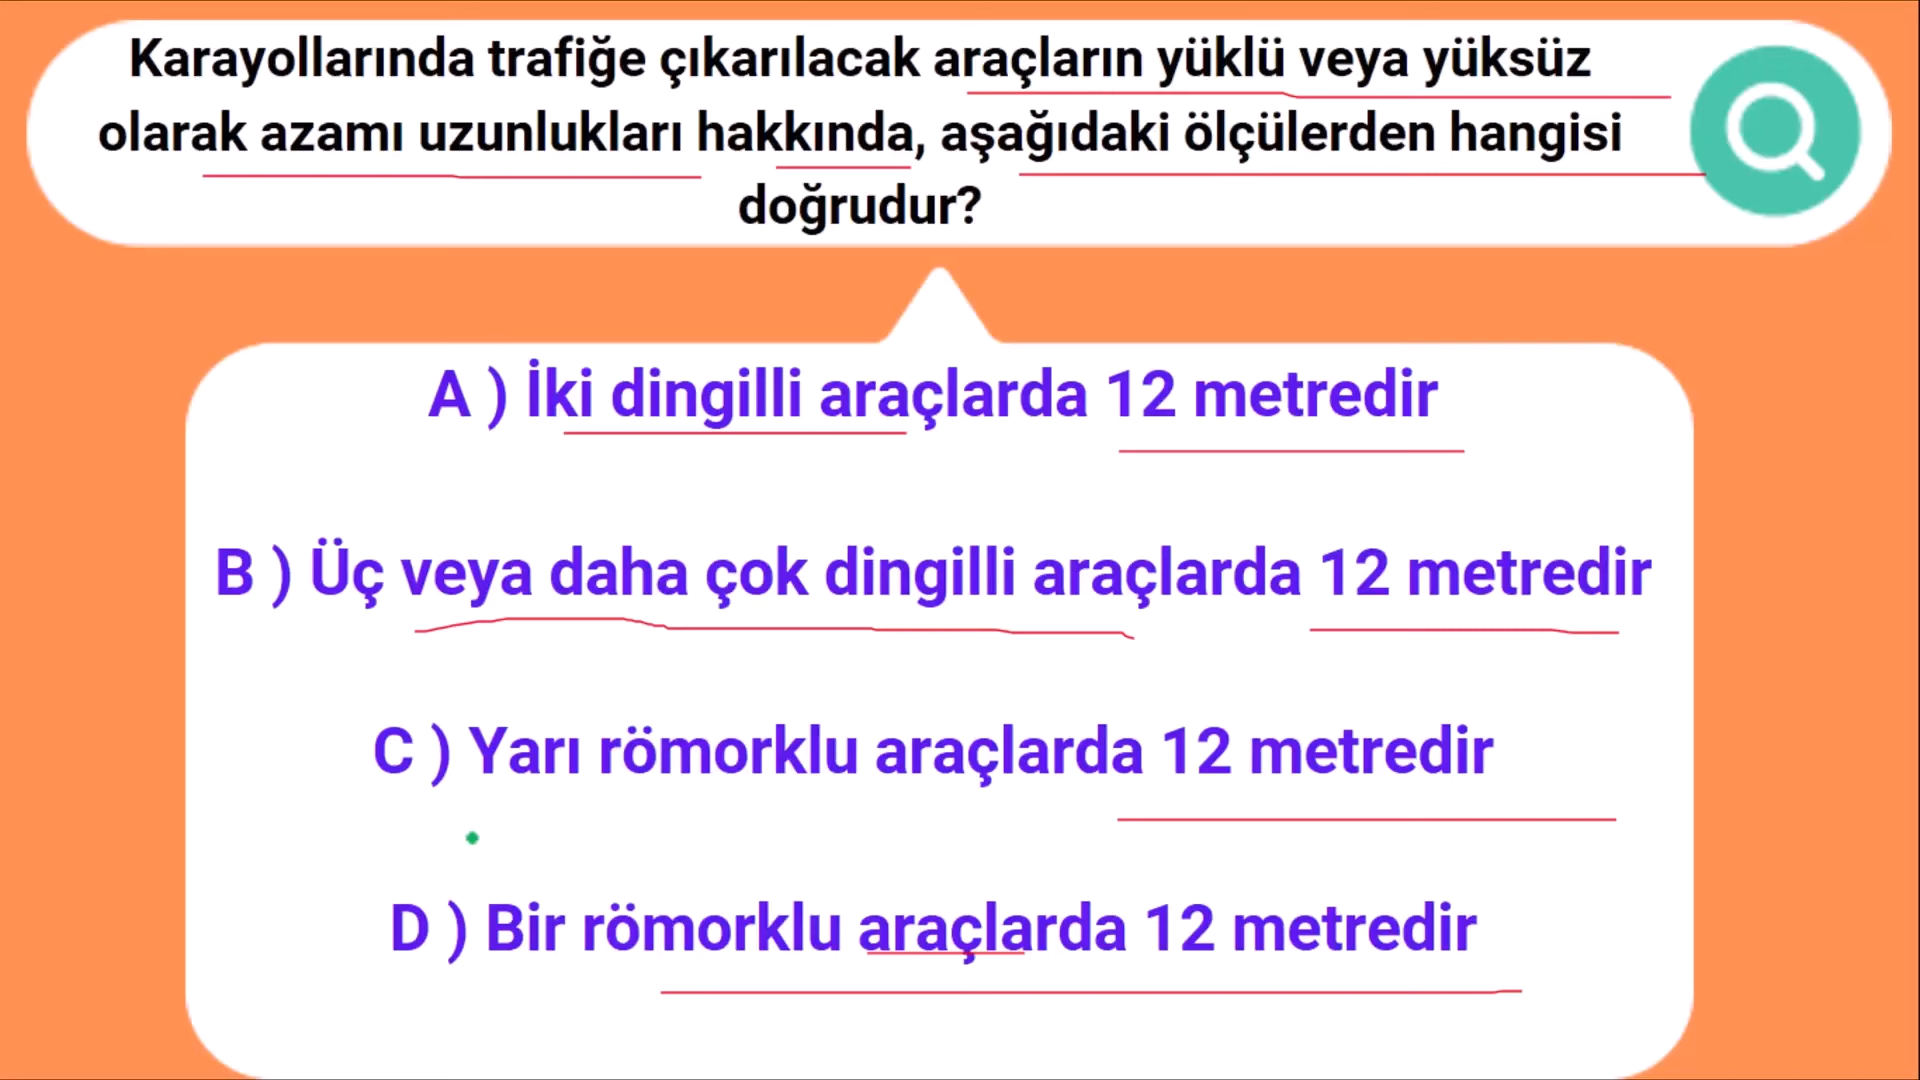 Karayollarında trafiğe çıkarılacak araçların yüklü veya yüksüz
olarak azamı uzunlukları hakkında, aşağıdaki ölçülerden hangisi
doğrudur?
A ) İki dingilli araçlarda 12 metredir
B ) Üç veya daha çok dingilli araçlarda 12 metredir
C ) Yarı römorklu araçlarda 12 metredir
D ) Bir römorklu araçlarda 12 metredir